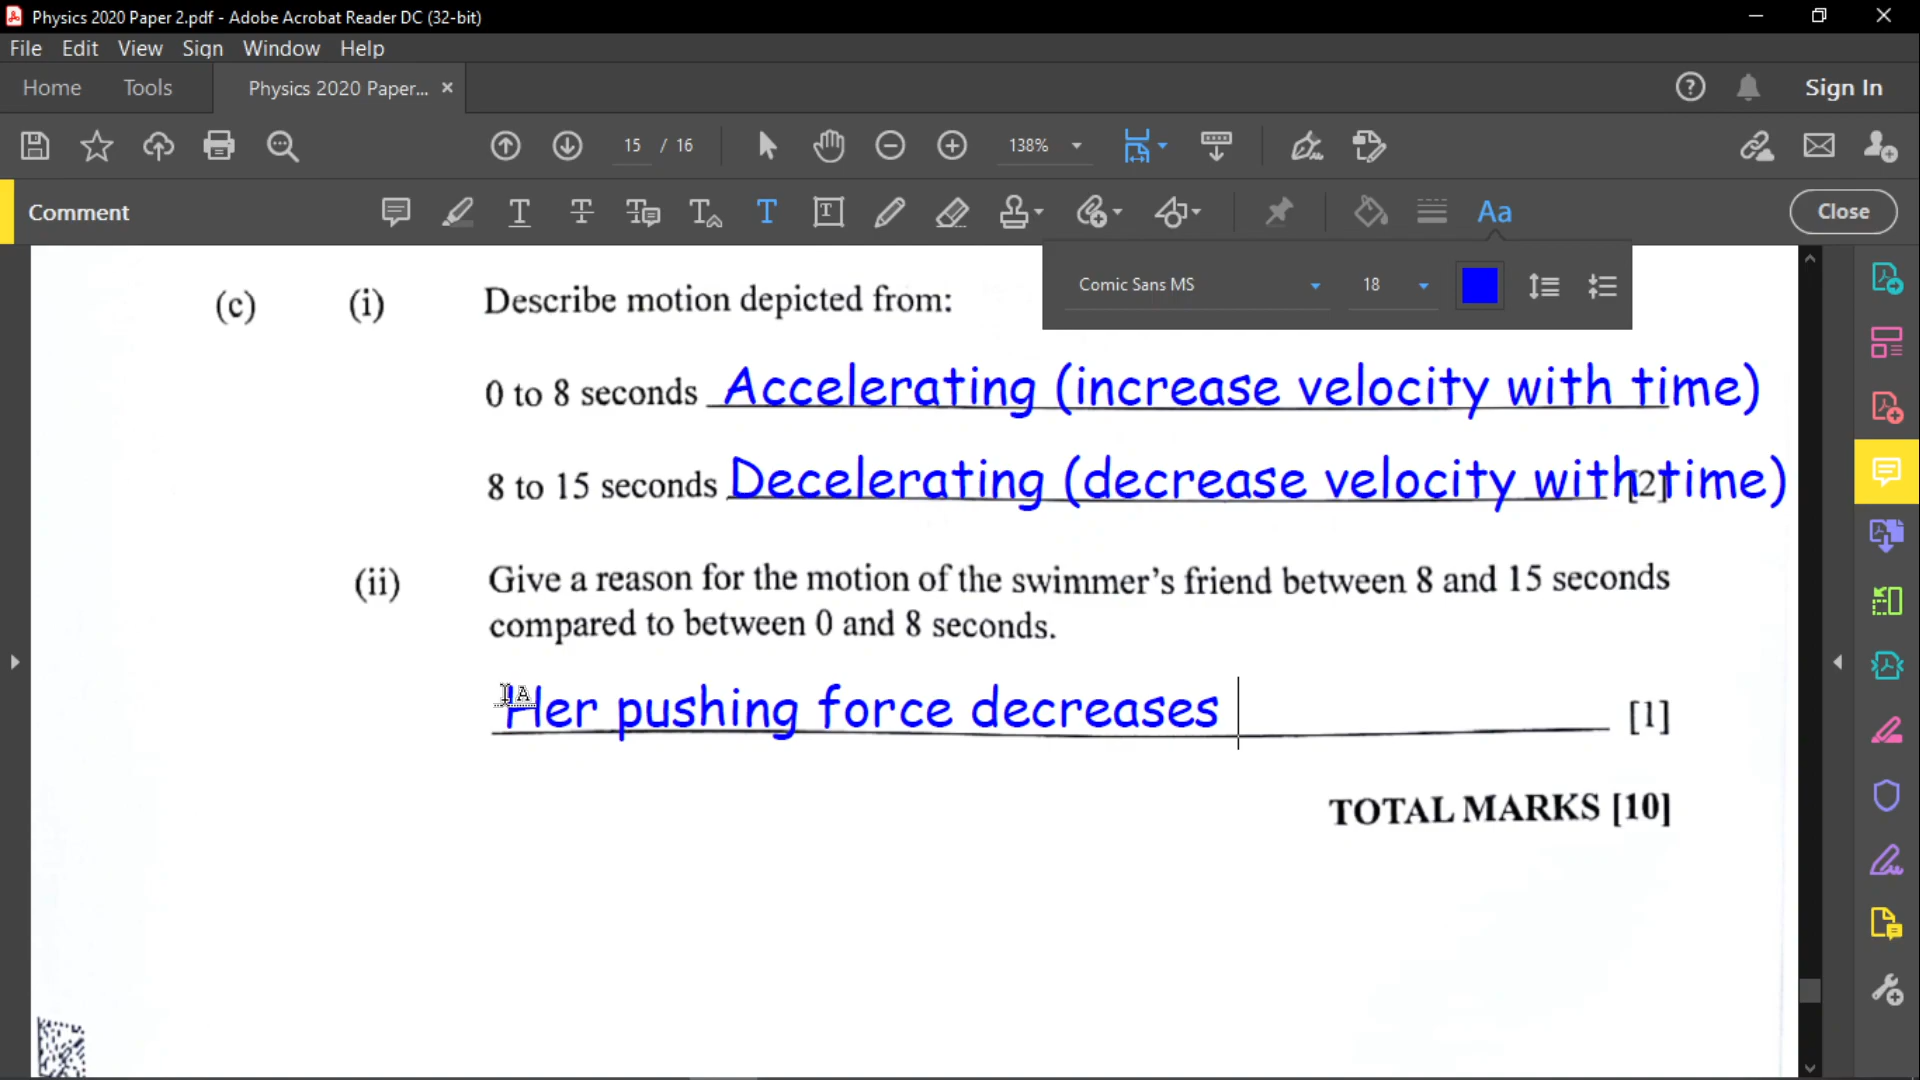 Physics 2020 Paper 2.pdf - Adobe Acrobat Reader DC (32-bit)
File Edit View Sign Window Help
Home Tools Physics 2020 Paper... × Sign In
15 / 16 138%
Comment Close
Comic Sans MS 18
(c) (i) Describe motion depicted from:
0 to 8 seconds Accelerating (increase velocity with time)
8 to 15 seconds Decelerating (decrease velocity with time) [2]
(ii) Give a reason for the motion of the swimmer's friend between 8 and 15 seconds
compared to between 0 and 8 seconds.
Her pushing force decreases [1]
TOTAL MARKS [10]